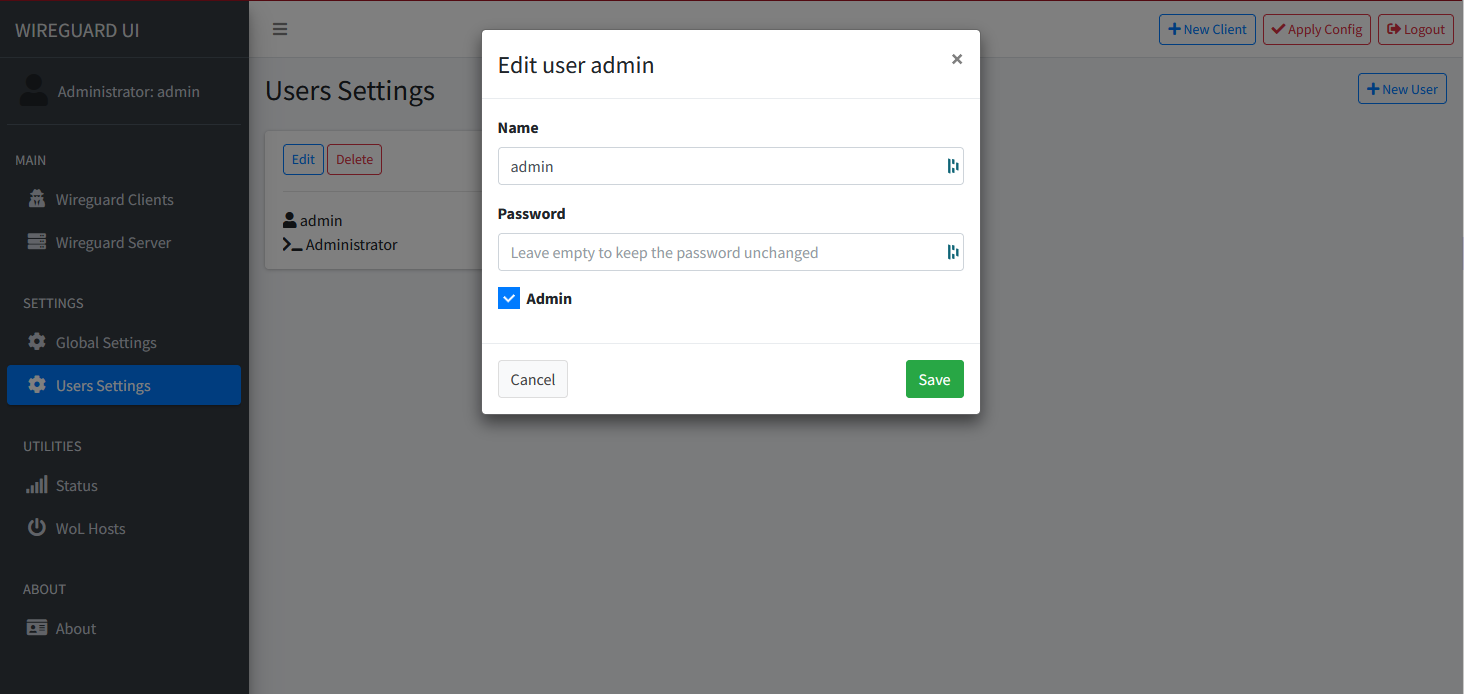 WIREGUARD UI
Administrator: admin
MAIN
Wireguard Clients
Wireguard Server
SETTINGS
Global Settings
Users Settings
UTILITIES
Status
WoL Hosts
ABOUT
About
New Client
Apply Config
Logout
Users Settings
New User
Edit
Delete
admin
Administrator
Edit user admin
×
Name
admin
Password
Leave empty to keep the password unchanged
Admin
Cancel
Save